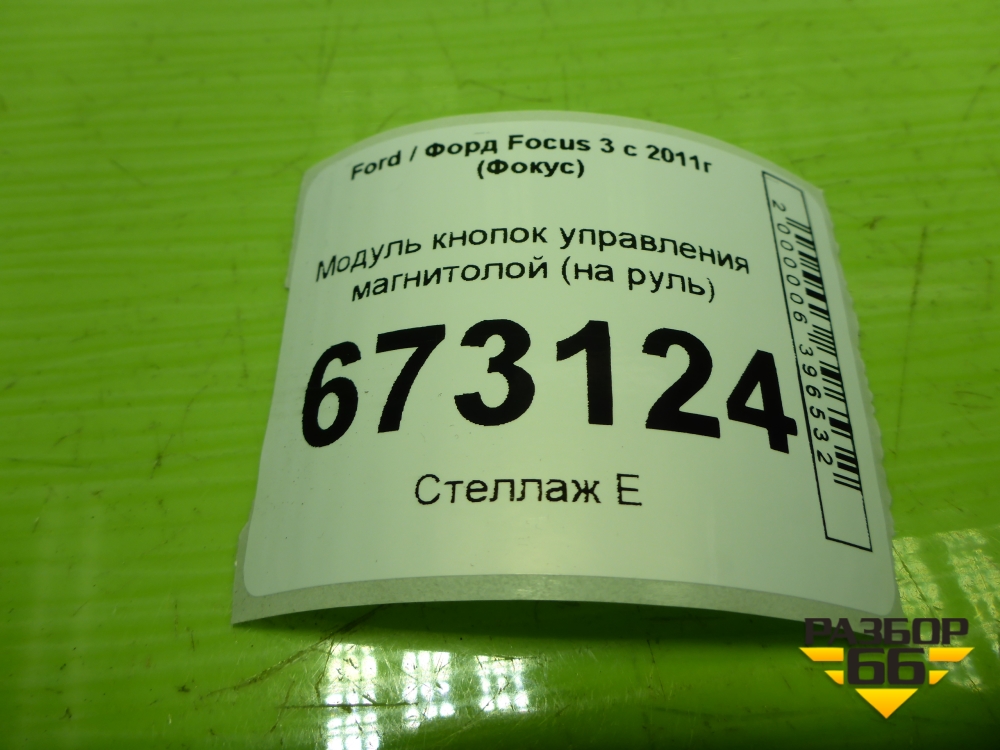 Ford / Форд Focus 3 с 2011г
(Фокус)
Модуль кнопок управления
магнитолой (на руль)
673124
Стеллаж Е
2000006396532
РАЗБОР
66